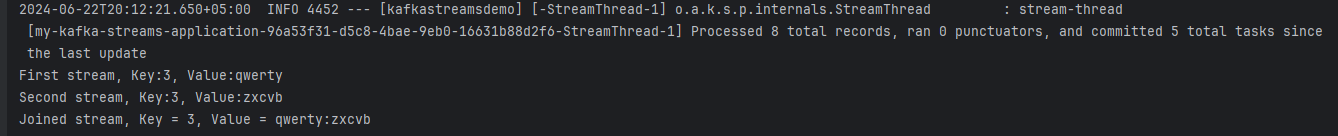 2024-06-22T20:12:21.650+05:00  INFO 4452 --- [kafkastreamsdemo] [-StreamThread-1] o.a.k.s.p.internals.StreamThread         : stream-thread
[my-kafka-streams-application-96a53f31-d5c8-4bae-9eb0-16631b88d2f6-StreamThread-1] Processed 8 total records, ran 0 punctuators, and committed 5 total tasks since
the last update
First stream, Key:3, Value:qwerty
Second stream, Key:3, Value:zxcvb
Joined stream, Key = 3, Value = qwerty:zxcvb